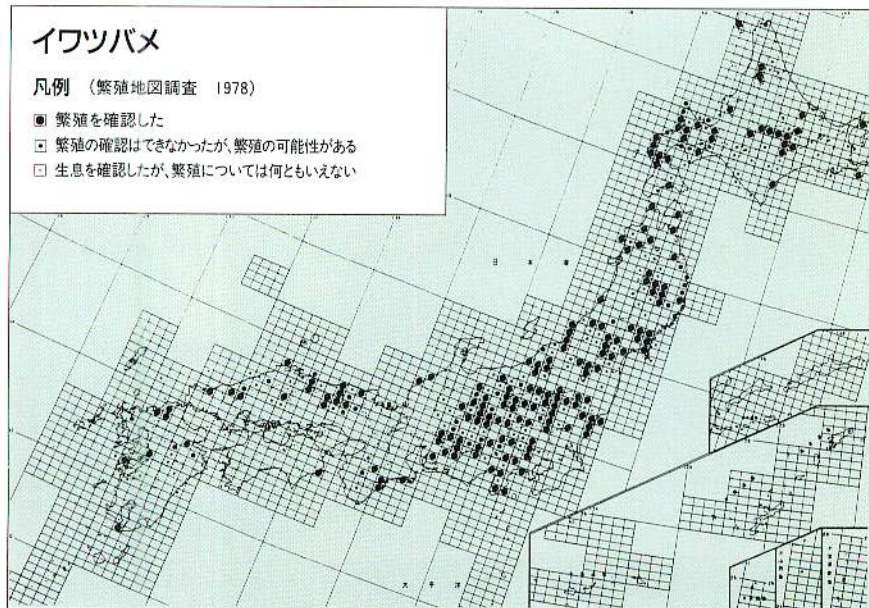 イワツバメ
凡例 (繁殖地図調査 1978)
繁殖を確認した
繁殖の確認はできなかったが、繁殖の可能性がある
生息を確認したが、繁殖については何ともいえない
日 本 海
太 平 洋